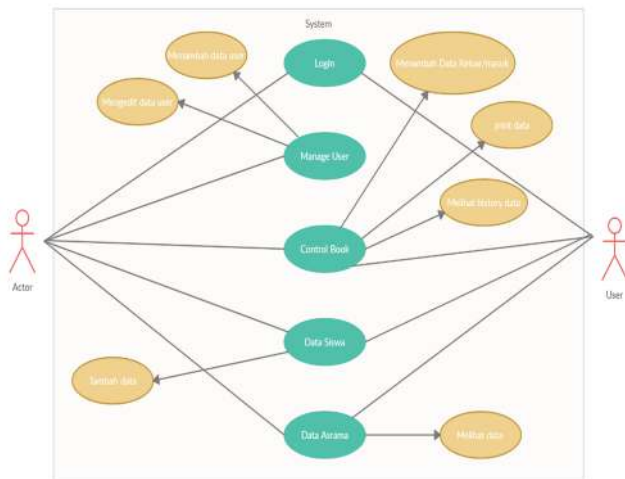 System
Menambah data user
Login
Menambah Data Keluar/masuk
Mengedit data user
print data
Manage User
Melihat history data
Control Book
Actor
User
Data Siswa
Tambah data
Data Asrama
Melihat data